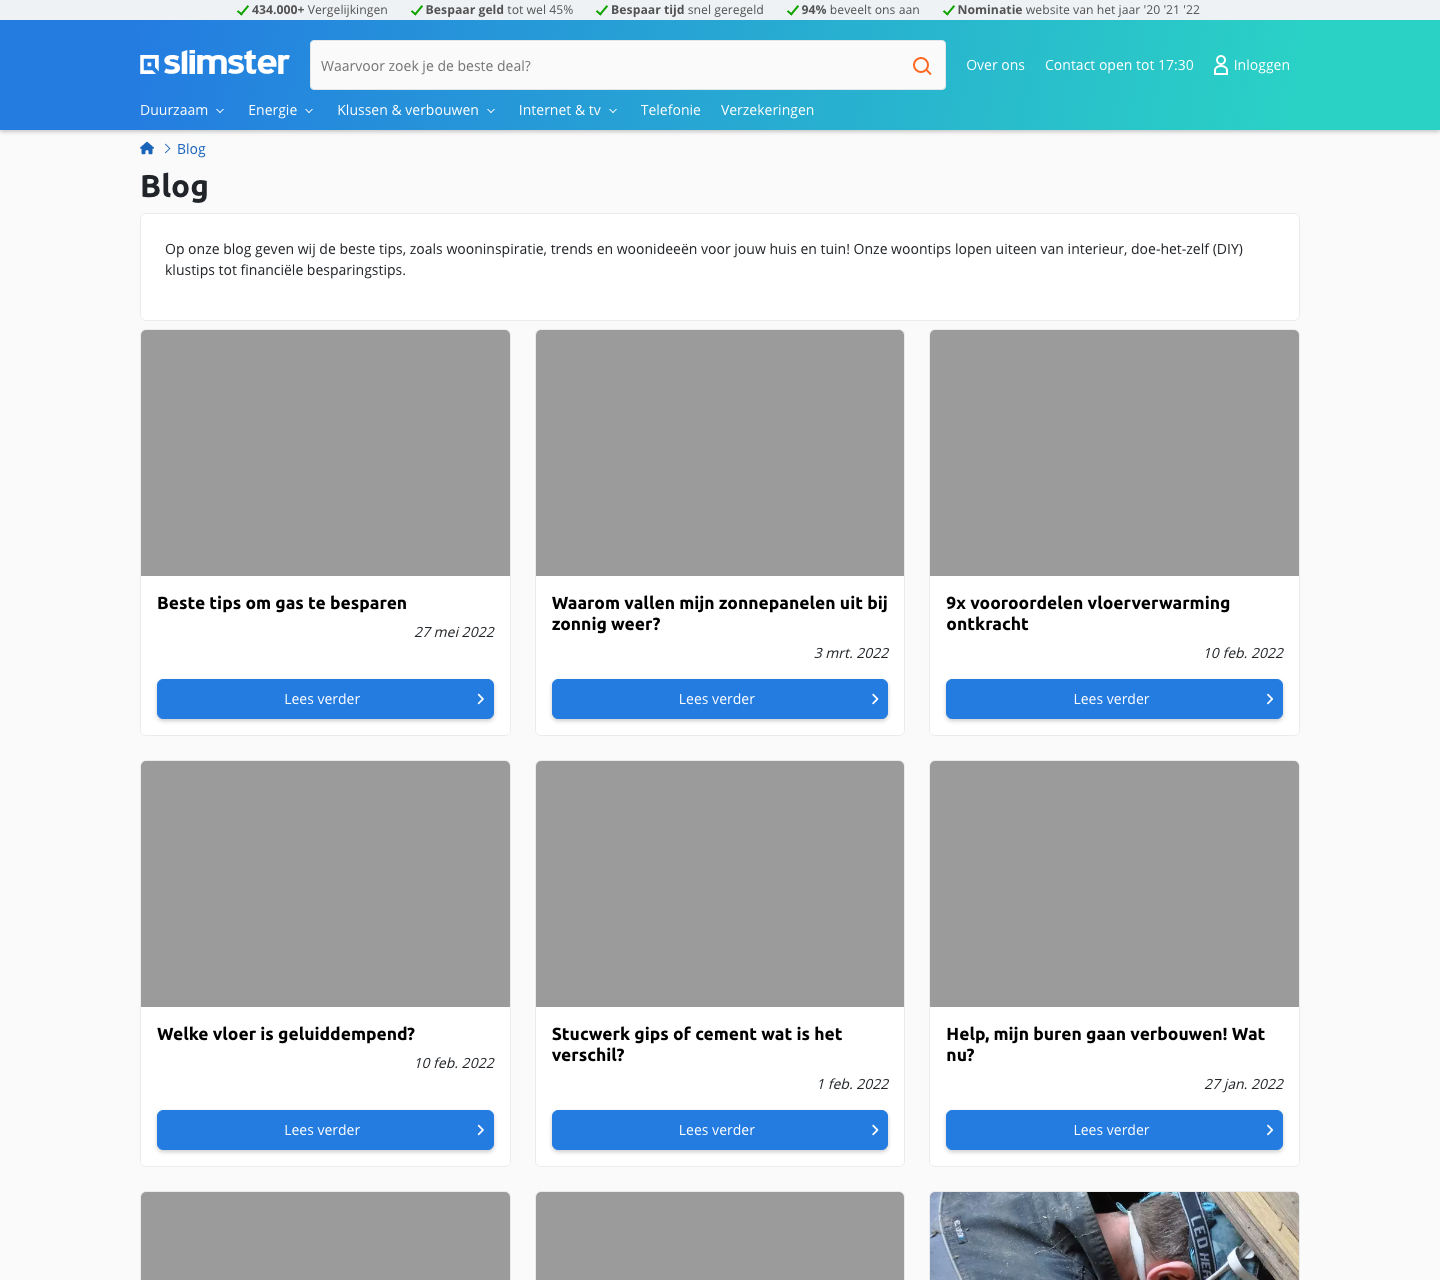 434.000+ Vergelijkingen Bespaar geld tot wel 45% Bespaar tijd snel geregeld 94% beveelt ons aan Nominatie website van het jaar '20 '21 '22
slimster
Waarvoor zoek je de beste deal?
Over ons Contact open tot 17:30 Inloggen
Duurzaam Energie Klussen & verbouwen Internet & tv Telefonie Verzekeringen
Blog
Blog
Op onze blog geven wij de beste tips, zoals wooninspiratie, trends en woonideeën voor jouw huis en tuin! Onze woontips lopen uiteen van interieur, doe-het-zelf (DIY)
klustips tot financiële besparingstips.
Beste tips om gas te besparen
27 mei 2022
Lees verder
Waarom vallen mijn zonnepanelen uit bij
zonnig weer?
3 mrt. 2022
Lees verder
9x vooroordelen vloerverwarming
ontkracht
10 feb. 2022
Lees verder
Welke vloer is geluiddempend?
10 feb. 2022
Lees verder
Stucwerk gips of cement wat is het
verschil?
1 feb. 2022
Lees verder
Help, mijn buren gaan verbouwen! Wat
nu?
27 jan. 2022
Lees verder
LED